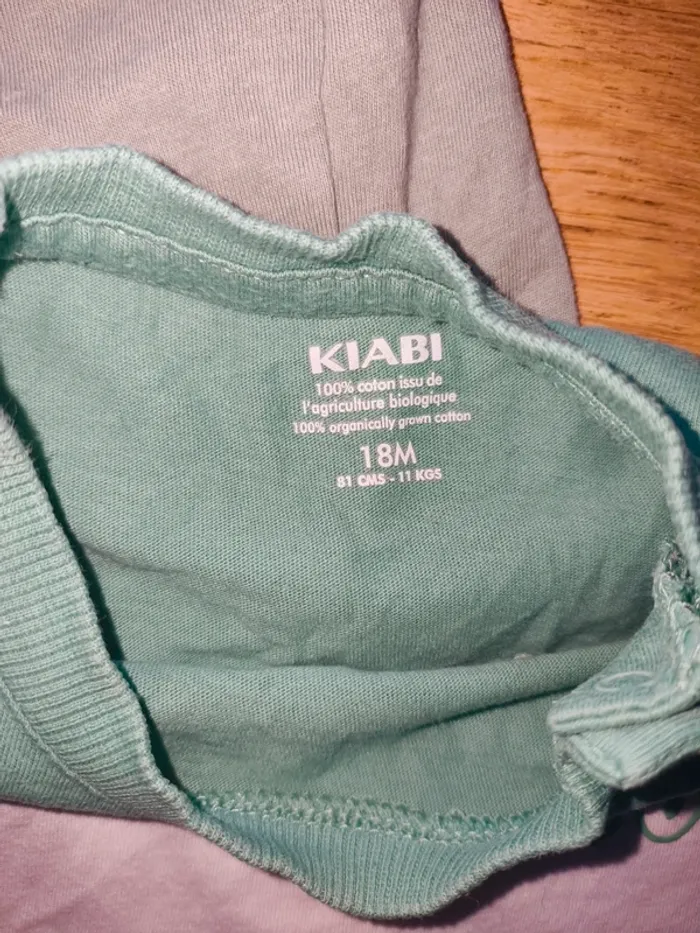 KIABI
100% coton issu de
l'agriculture biologique
100% organically grown cotton
18M
81 CMS - 11 KGS